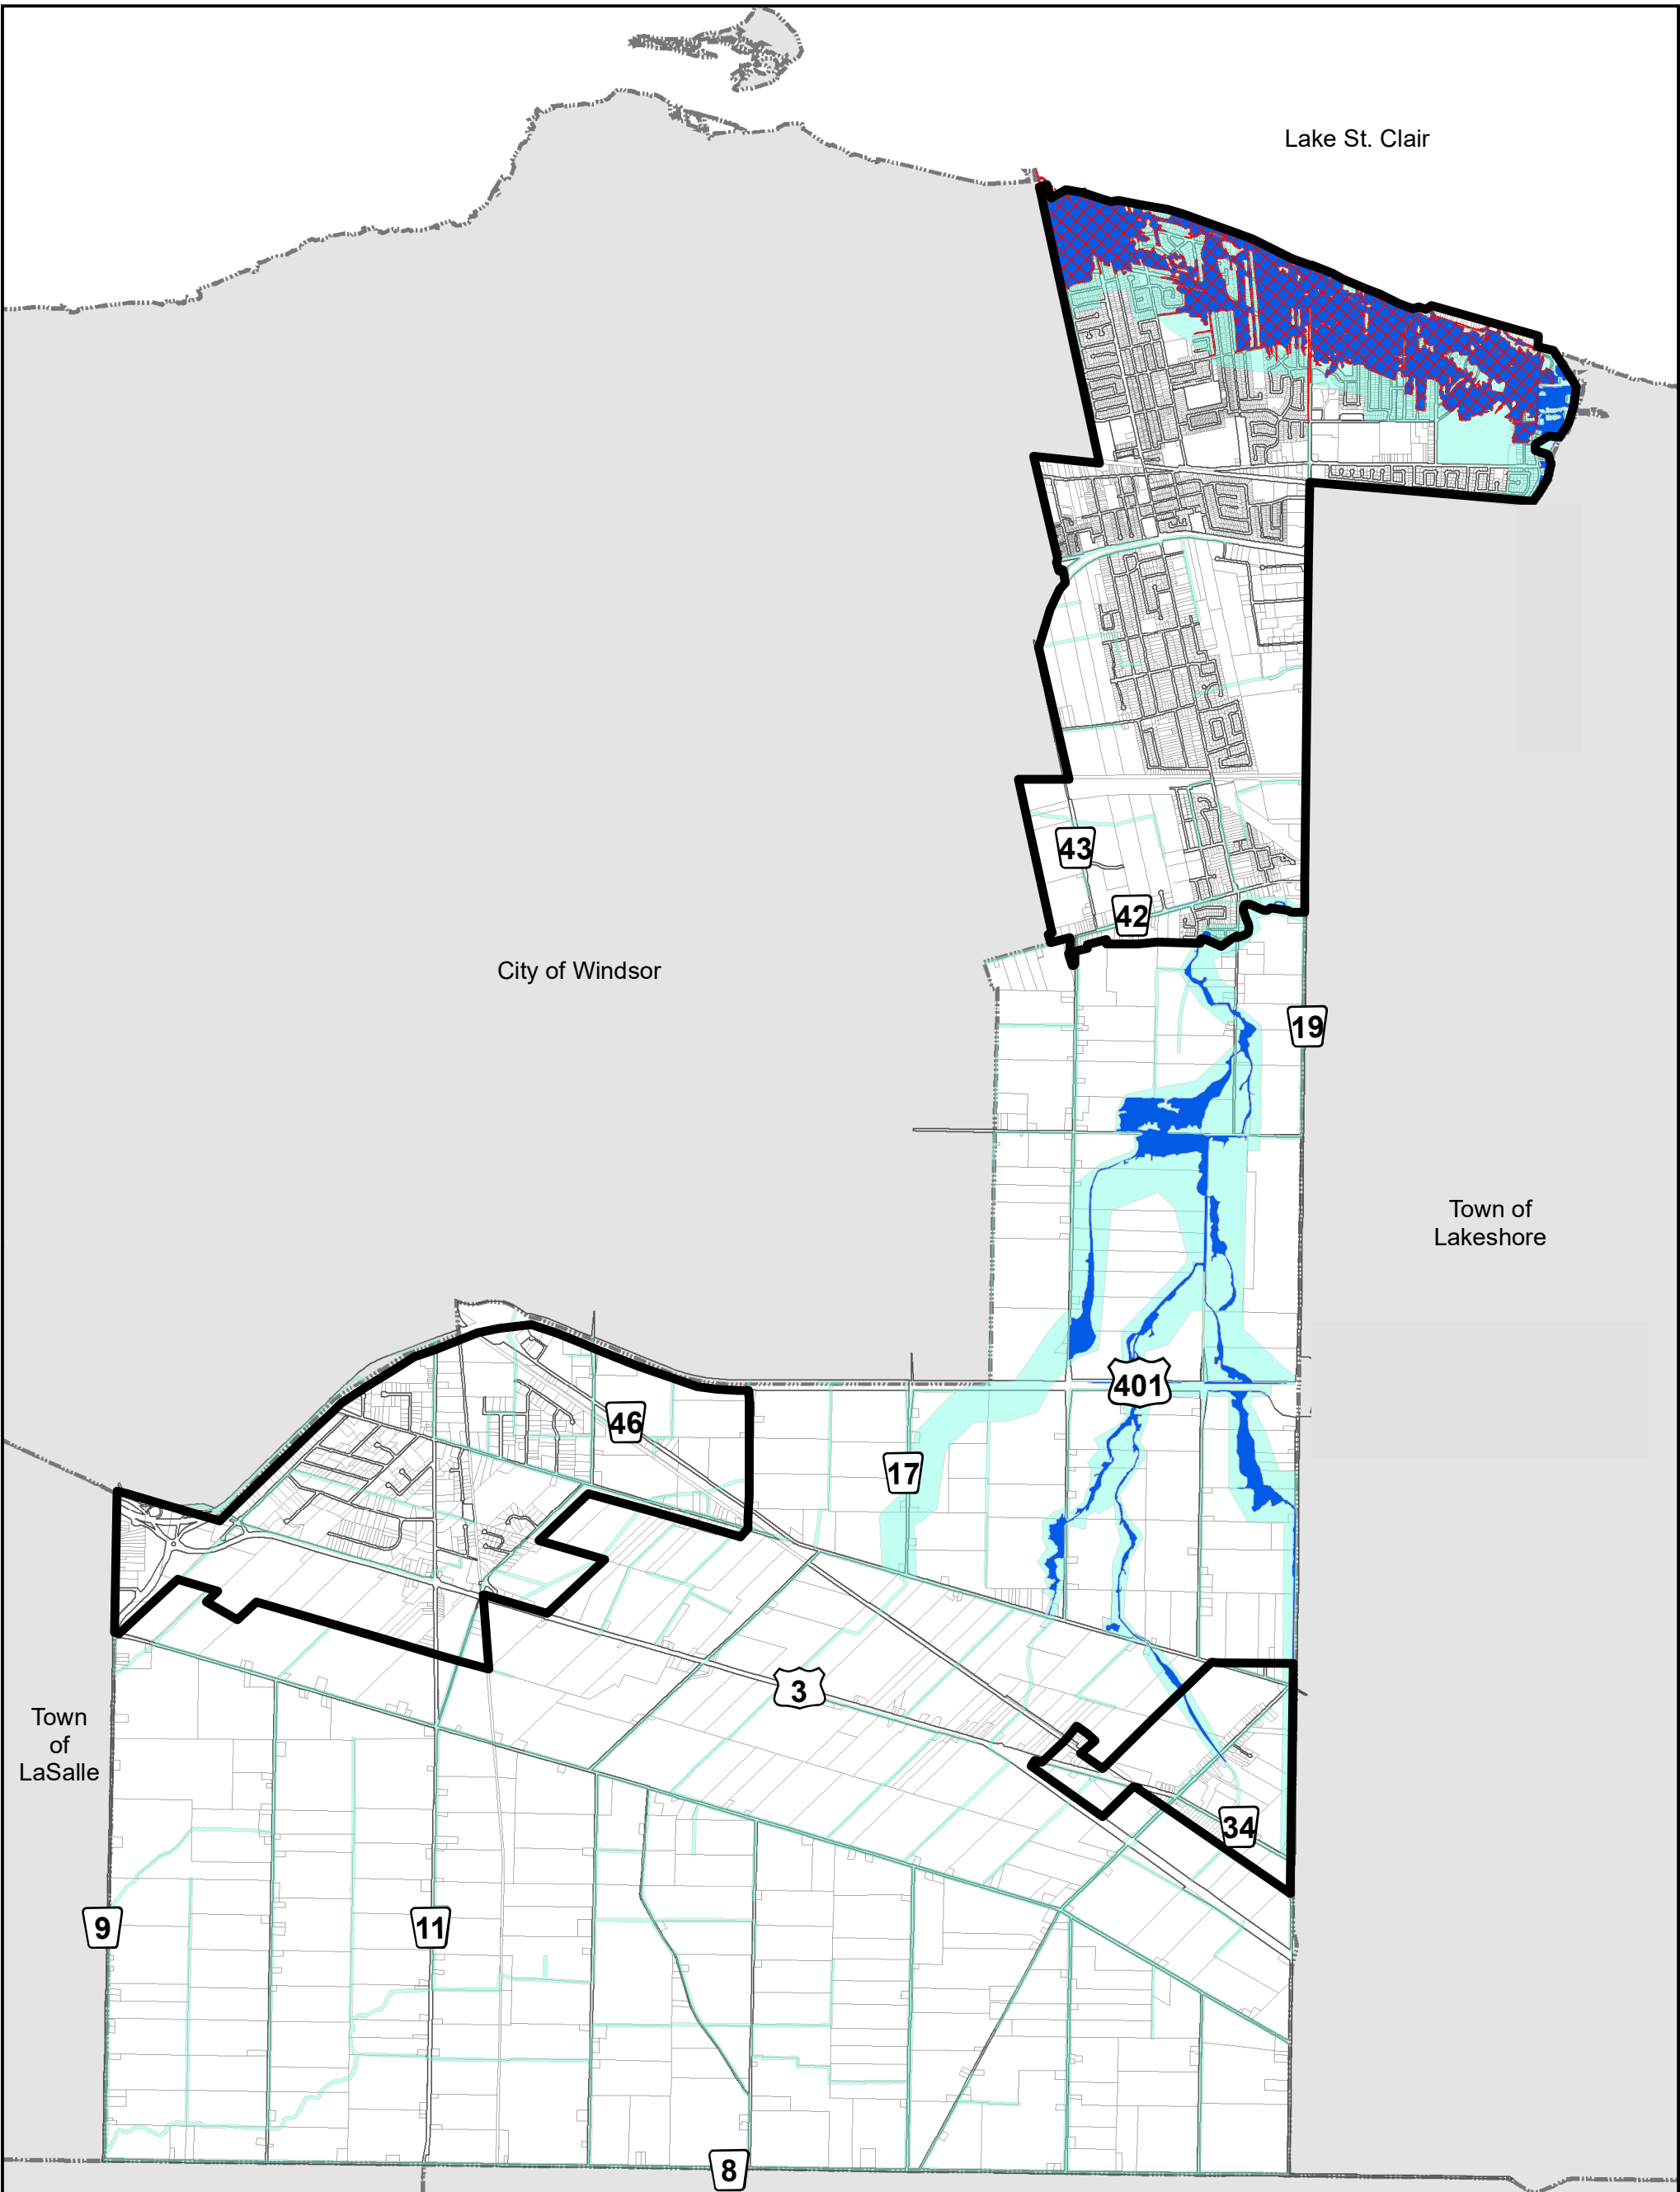 Lake St. Clair
43
42
City of Windsor
19
Town of
Lakeshore
401
46
17
3
Town
of
LaSalle
34
9
11
8